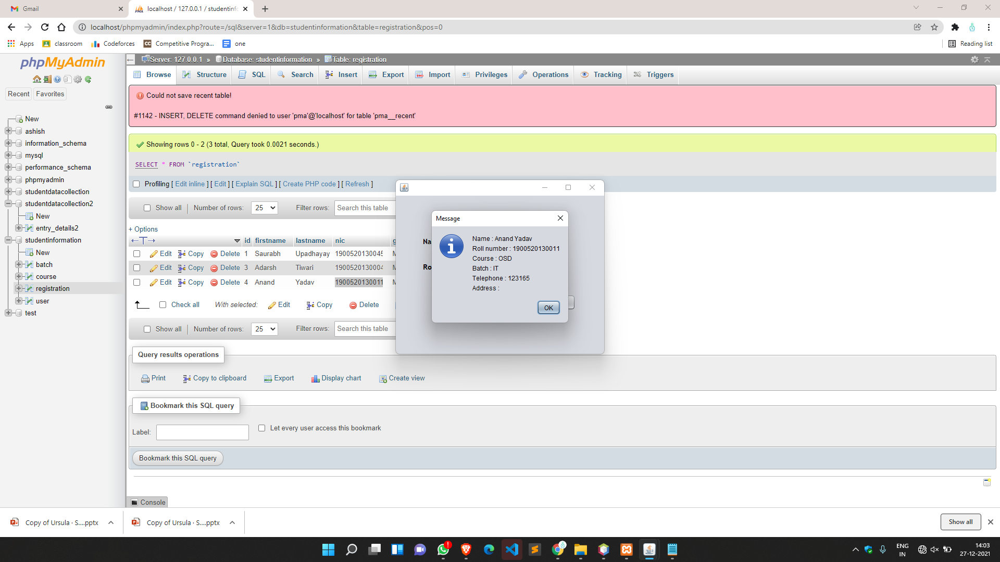 Gmail
localhost / 127.0.0.1 / studentinfo
localhost/phpmyadmin/index.php?route=/sql&server=1&db=studentinformation&table=registration&pos=0
Apps classroom Codeforces Competitive Progra... one Reading list
phpMyAdmin
Recent Favorites
New
ashish
information_schema
mysql
performance_schema
phpmyadmin
studentdatacollection
studentdatacollection2
New
entry_details2
studentinformation
New
batch
course
registration
user
test
Server: 127.0.0.1 » Database: studentinformation » Table: registration
Browse Structure SQL Search Insert Export Import Privileges Operations Tracking Triggers
Could not save recent table!
#1142 - INSERT, DELETE command denied to user 'pma'@'localhost' for table 'pma__recent'
Showing rows 0 - 2 (3 total, Query took 0.0021 seconds.)
SELECT * FROM `registration`
Profiling [ Edit inline ] [ Edit ] [ Explain SQL ] [ Create PHP code ] [ Refresh ]
Show all Number of rows: 25 Filter rows: Search this table
+ Options
id firstname lastname nic g
Edit Copy Delete 1 Saurabh Upadhayay 1900520130045 M
Edit Copy Delete 3 Adarsh Tiwari 1900520130004 M
Edit Copy Delete 4 Anand Yadav 1900520130011 M
Check all With selected: Edit Copy Delete
Show all Number of rows: 25 Filter rows: Search this table
Query results operations
Print Copy to clipboard Export Display chart Create view
Bookmark this SQL query
Label: Let every user access this bookmark
Bookmark this SQL query
Console
Na
Ro
Message
Name : Anand Yadav
Roll number : 1900520130011
Course : OSD
Batch : IT
Telephone : 123165
Address :
OK
Copy of Ursula · S....pptx
Copy of Ursula · S....pptx
Show all
ENG
IN
14:03
27-12-2021